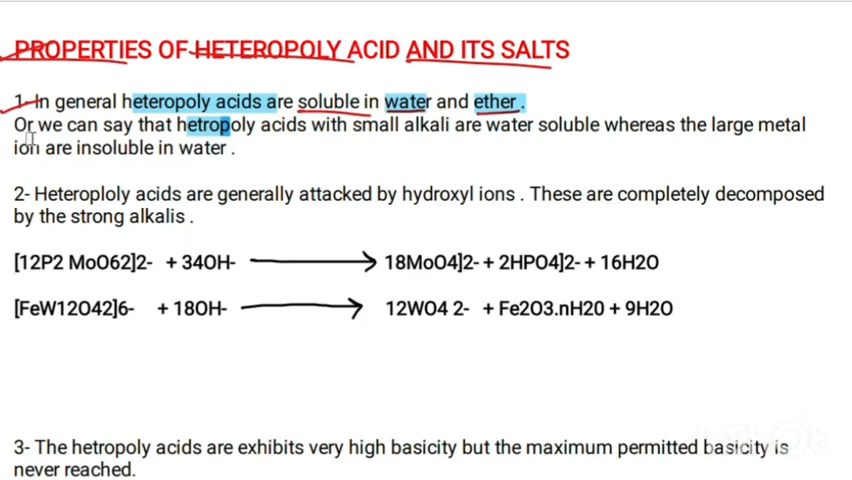 PROPERTIES OF HETEROPOLY ACID AND ITS SALTS
1- In general heteropoly acids are soluble in water and ether .
Or we can say that hetropoly acids with small alkali are water soluble whereas the large metal
ion are insoluble in water .
2- Heteroploly acids are generally attacked by hydroxyl ions . These are completely decomposed
by the strong alkalis .
[12P2 MoO62]2- + 34OH- ⟶ 18MoO4]2- + 2HPO4]2- + 16H2O
[FeW12O42]6- + 18OH- ⟶ 12WO4 2- + Fe2O3.nH20 + 9H2O
3- The hetropoly acids are exhibits very high basicity but the maximum permitted basicity is
never reached.